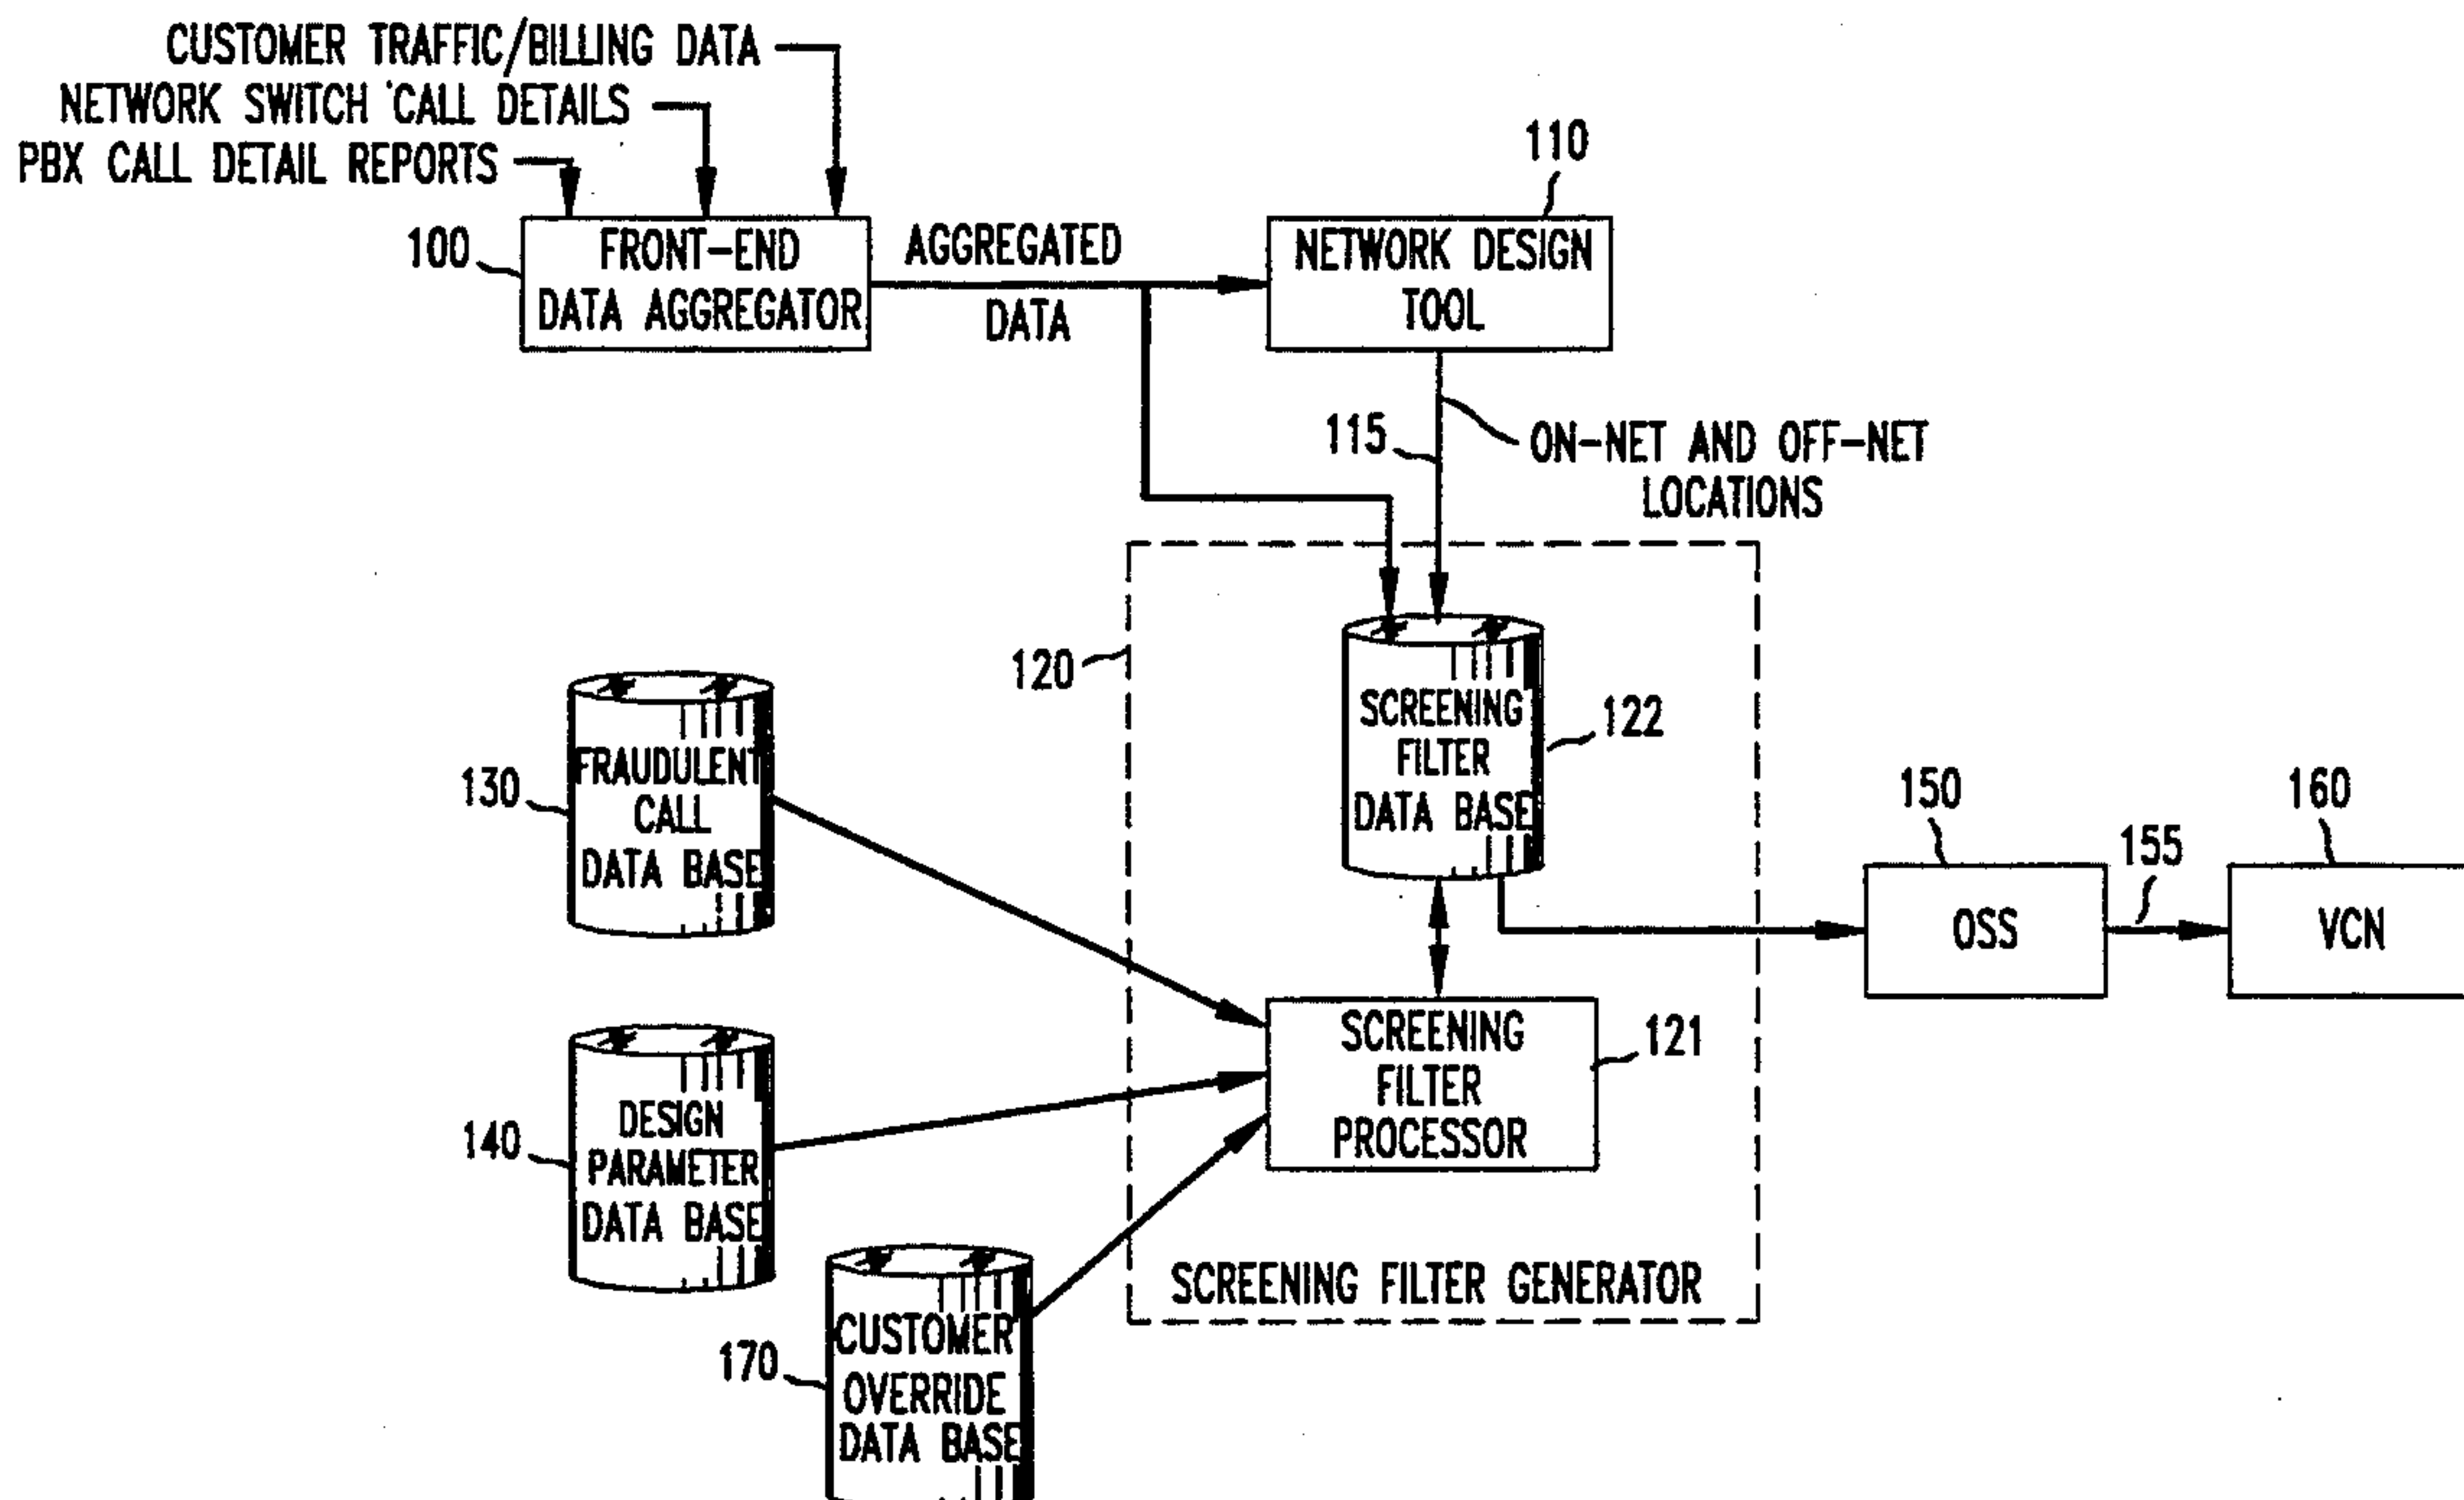 CUSTOMER TRAFFIC/BILLING DATA
NETWORK SWITCH CALL DETAILS
PBX CALL DETAIL REPORTS
100
FRONT-END
DATA AGGREGATOR
AGGREGATED
DATA
110
NETWORK DESIGN
TOOL
115
ON-NET AND OFF-NET
LOCATIONS
120
SCREENING
FILTER
DATA BASE
122
130
FRAUDULENT
CALL
DATA BASE
150
OSS
155
160
VCN
SCREENING
FILTER
PROCESSOR
121
140
DESIGN
PARAMETER
DATA BASE
SCREENING FILTER GENERATOR
170
CUSTOMER
OVERRIDE
DATA BASE